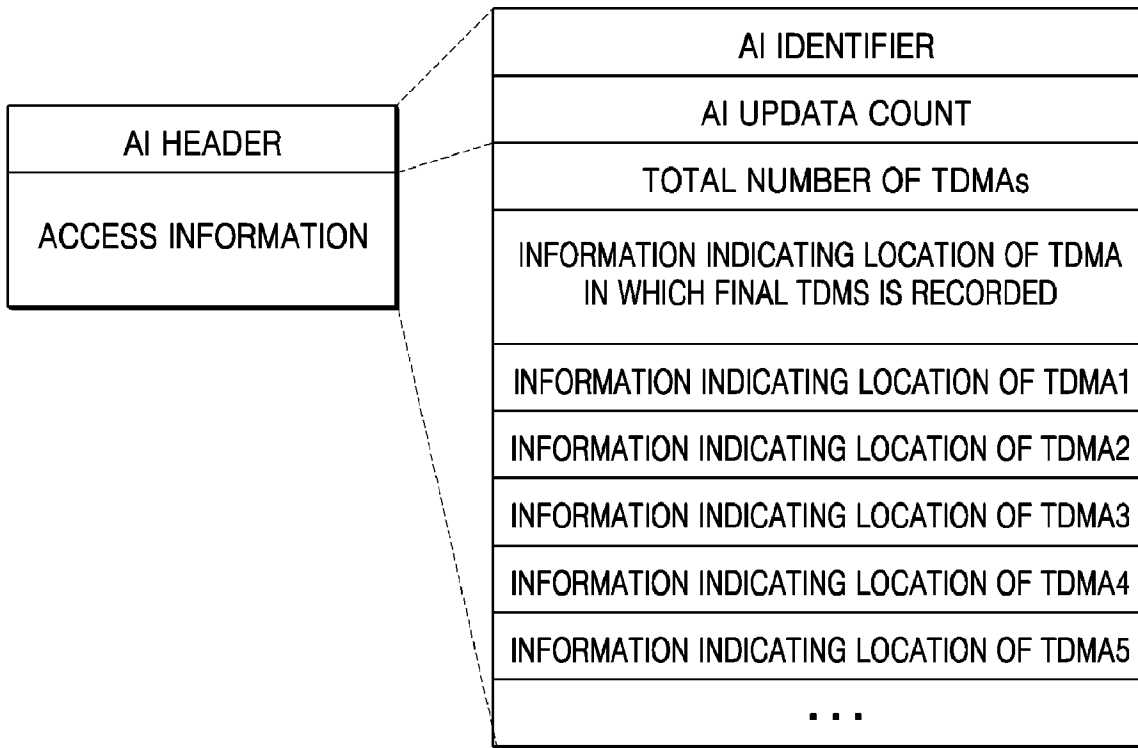 AI HEADER
ACCESS INFORMATION
AI IDENTIFIER
AI UPDATA COUNT
TOTAL NUMBER OF TDMAs
INFORMATION INDICATING LOCATION OF TDMA
IN WHICH FINAL TDMS IS RECORDED
INFORMATION INDICATING LOCATION OF TDMA1
INFORMATION INDICATING LOCATION OF TDMA2
INFORMATION INDICATING LOCATION OF TDMA3
INFORMATION INDICATING LOCATION OF TDMA4
INFORMATION INDICATING LOCATION OF TDMA5
...